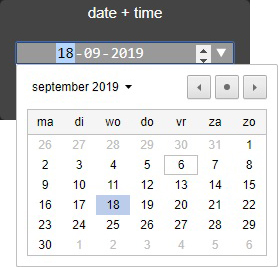 date + time
18-09-2019
september 2019
ma di wo do vr za zo
26 27 28 29 30 31 1
2 3 4 5 6 7 8
9 10 11 12 13 14 15
16 17 18 19 20 21 22
23 24 25 26 27 28 29
30 1 2 3 4 5 6